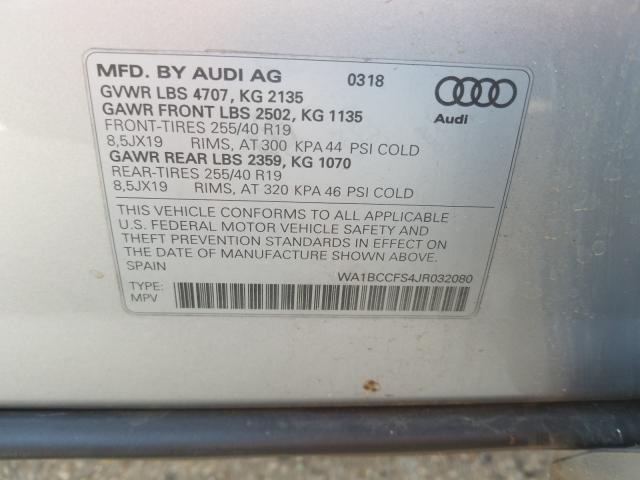 MFD. BY AUDI AG 0318
GVWR LBS 4707, KG 2135
GAWR FRONT LBS 2502, KG 1135
FRONT-TIRES 255/40 R19
8,5JX19 RIMS, AT 300 KPA 44 PSI COLD
GAWR REAR LBS 2359, KG 1070
REAR-TIRES 255/40 R19
8,5JX19 RIMS, AT 320 KPA 46 PSI COLD
Audi
THIS VEHICLE CONFORMS TO ALL APPLICABLE
U.S. FEDERAL MOTOR VEHICLE SAFETY AND
THEFT PREVENTION STANDARDS IN EFFECT ON
THE DATE OF MANUFACTURE SHOWN ABOVE.
SPAIN
WA1BCCFS4JR032080
TYPE:
MPV